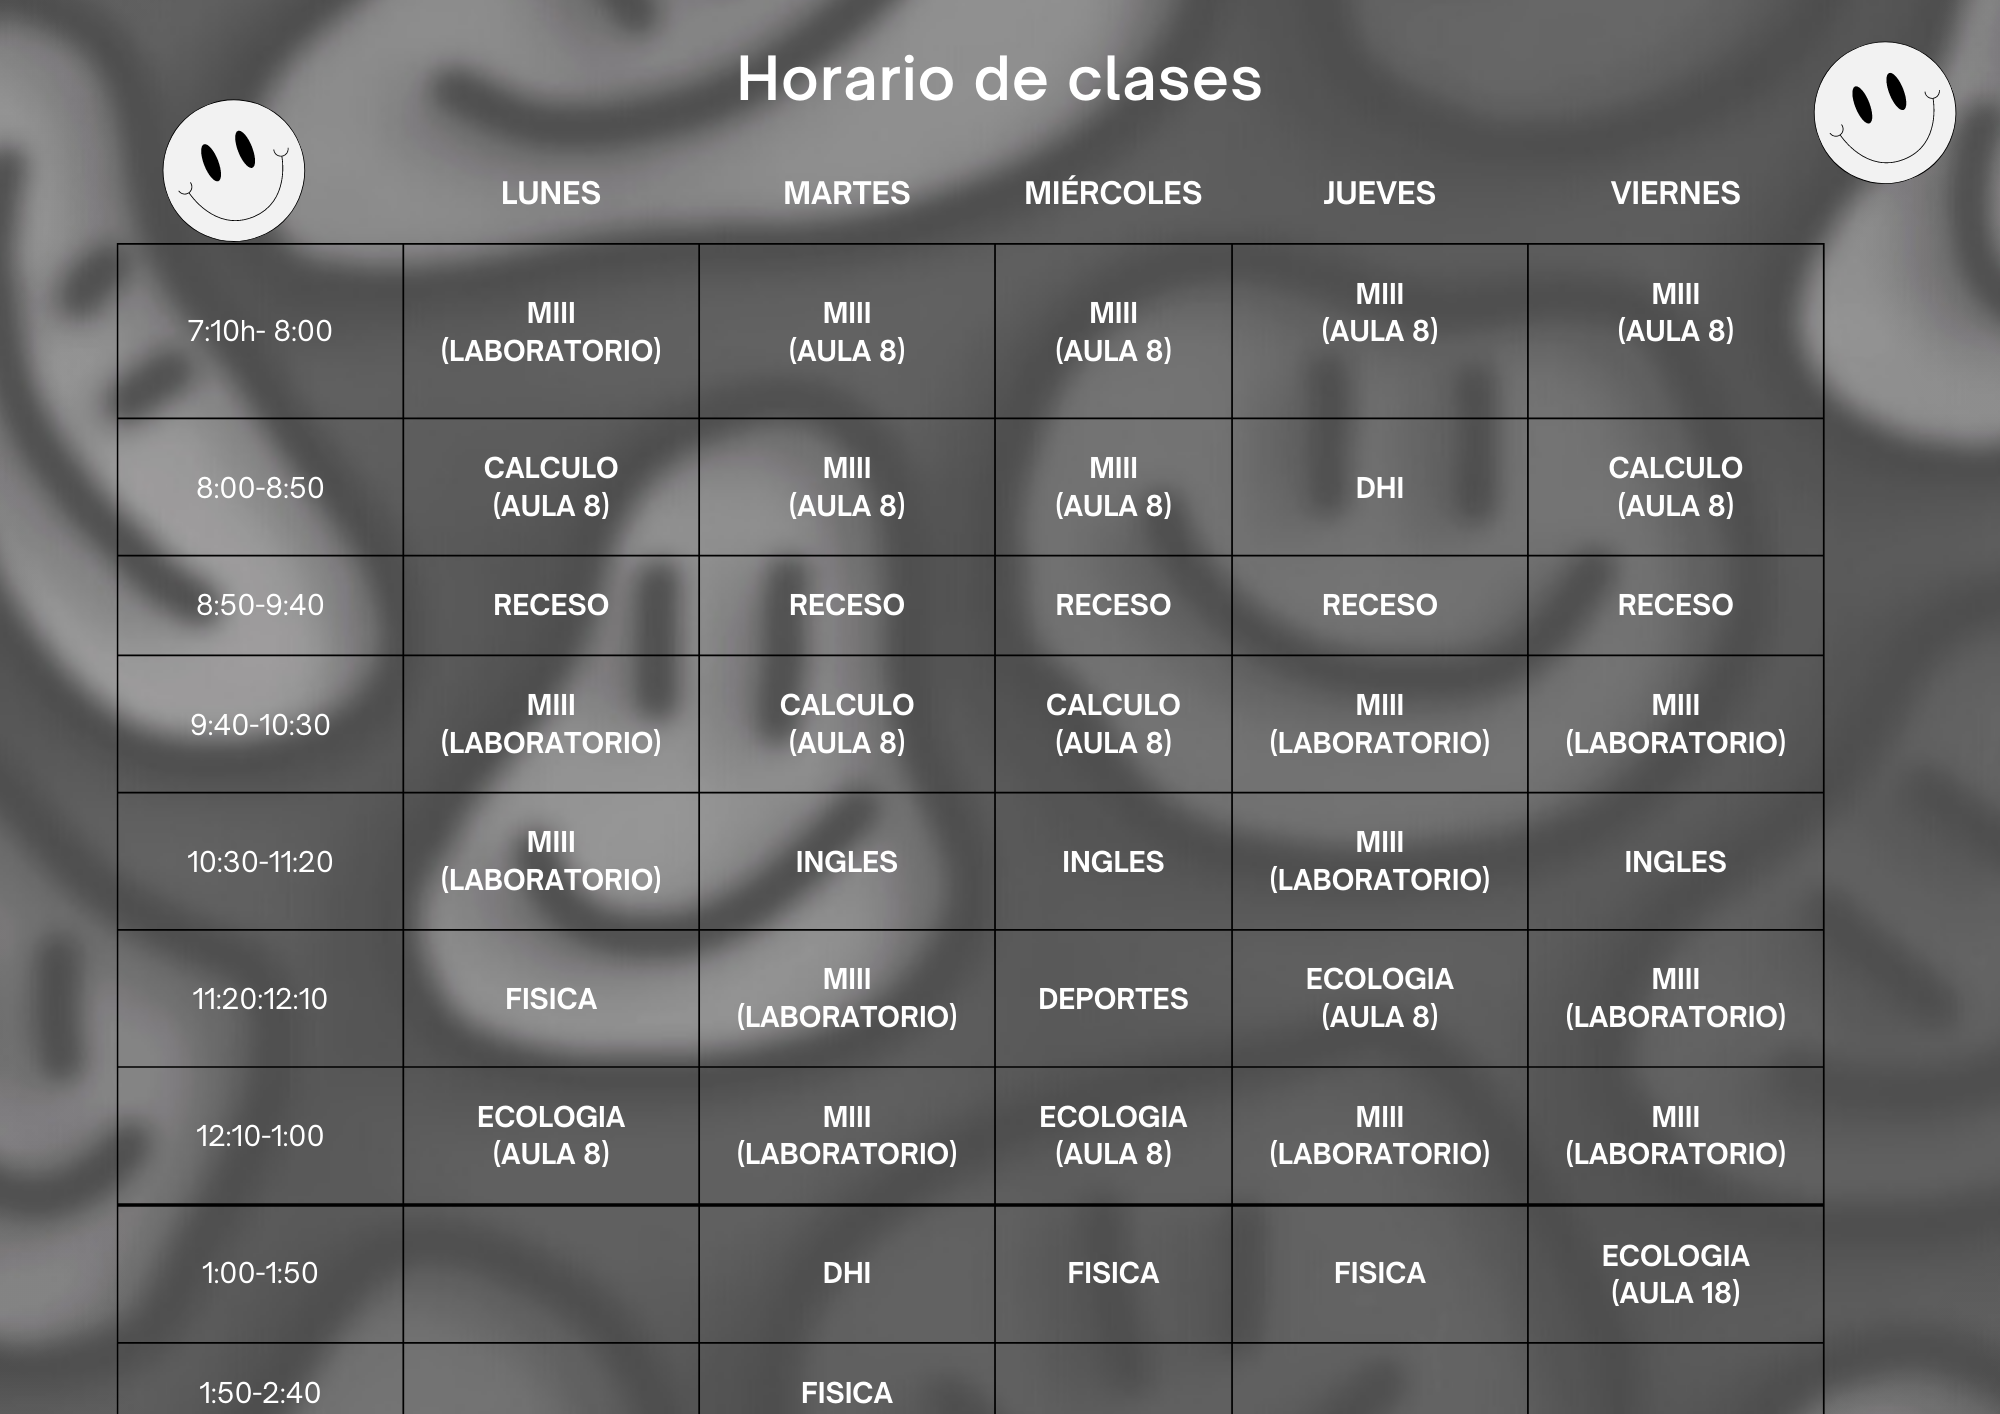 Horario de clases
LUNES MARTES MIÉRCOLES JUEVES VIERNES
7:10h- 8:00
MIII
(LABORATORIO)
MIII
(AULA 8)
MIII
(AULA 8)
MIII
(AULA 8)
MIII
(AULA 8)
8:00-8:50
CALCULO
(AULA 8)
MIII
(AULA 8)
MIII
(AULA 8)
DHI
CALCULO
(AULA 8)
8:50-9:40
RECESO
RECESO
RECESO
RECESO
RECESO
9:40-10:30
MIII
(LABORATORIO)
CALCULO
(AULA 8)
CALCULO
(AULA 8)
MIII
(LABORATORIO)
MIII
(LABORATORIO)
10:30-11:20
MIII
(LABORATORIO)
INGLES
INGLES
MIII
(LABORATORIO)
INGLES
11:20:12:10
FISICA
MIII
(LABORATORIO)
DEPORTES
ECOLOGIA
(AULA 8)
MIII
(LABORATORIO)
12:10-1:00
ECOLOGIA
(AULA 8)
MIII
(LABORATORIO)
ECOLOGIA
(AULA 8)
MIII
(LABORATORIO)
MIII
(LABORATORIO)
1:00-1:50
DHI
FISICA
FISICA
ECOLOGIA
(AULA 18)
1:50-2:40
FISICA